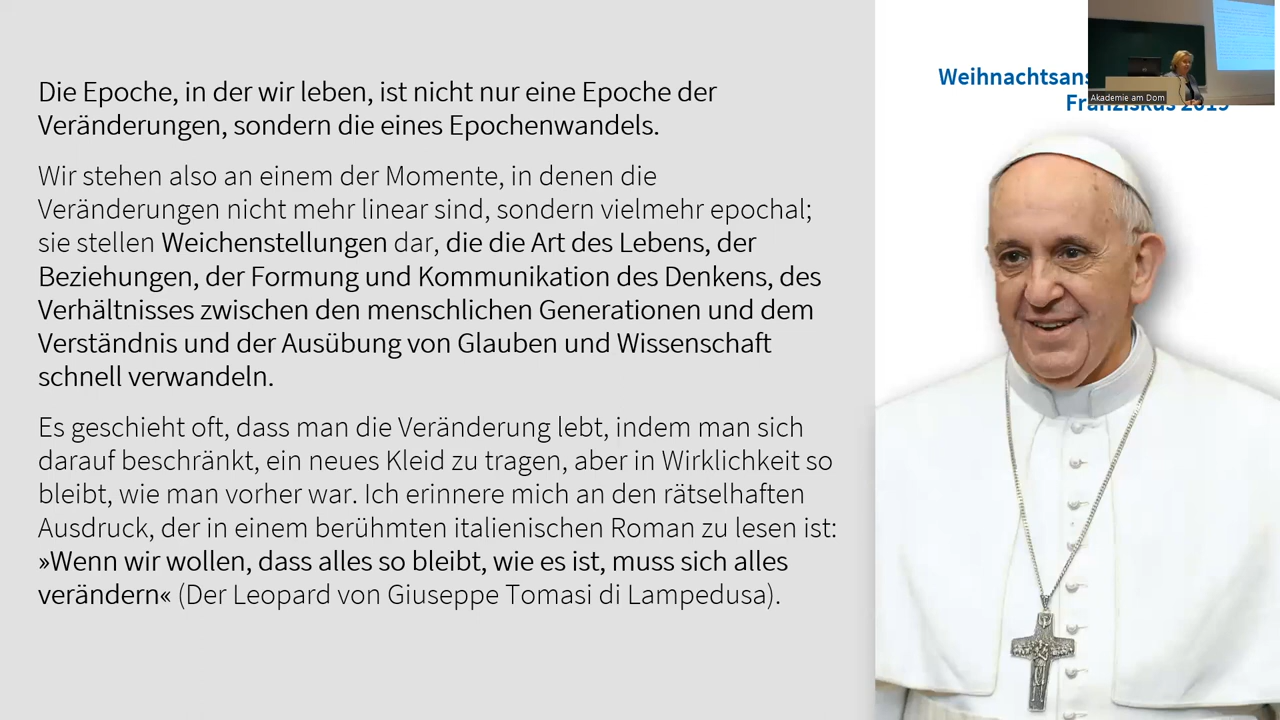 Die Epoche, in der wir leben, ist nicht nur eine Epoche der
Veränderungen, sondern die eines Epochenwandels.
Wir stehen also an einem der Momente, in denen die
Veränderungen nicht mehr linear sind, sondern vielmehr epochal;
sie stellen Weichenstellungen dar, die die Art des Lebens, der
Beziehungen, der Formung und Kommunikation des Denkens, des
Verhältnisses zwischen den menschlichen Generationen und dem
Verständnis und der Ausübung von Glauben und Wissenschaft
schnell verwandeln.
Es geschieht oft, dass man die Veränderung lebt, indem man sich
darauf beschränkt, ein neues Kleid zu tragen, aber in Wirklichkeit so
bleibt, wie man vorher war. Ich erinnere mich an den rätselhaften
Ausdruck, der in einem berühmten italienischen Roman zu lesen ist:
»Wenn wir wollen, dass alles so bleibt, wie es ist, muss sich alles
verändern« (Der Leopard von Giuseppe Tomasi di Lampedusa).
Weihnachtsans
Franziskus 2019
Akademie am Dom